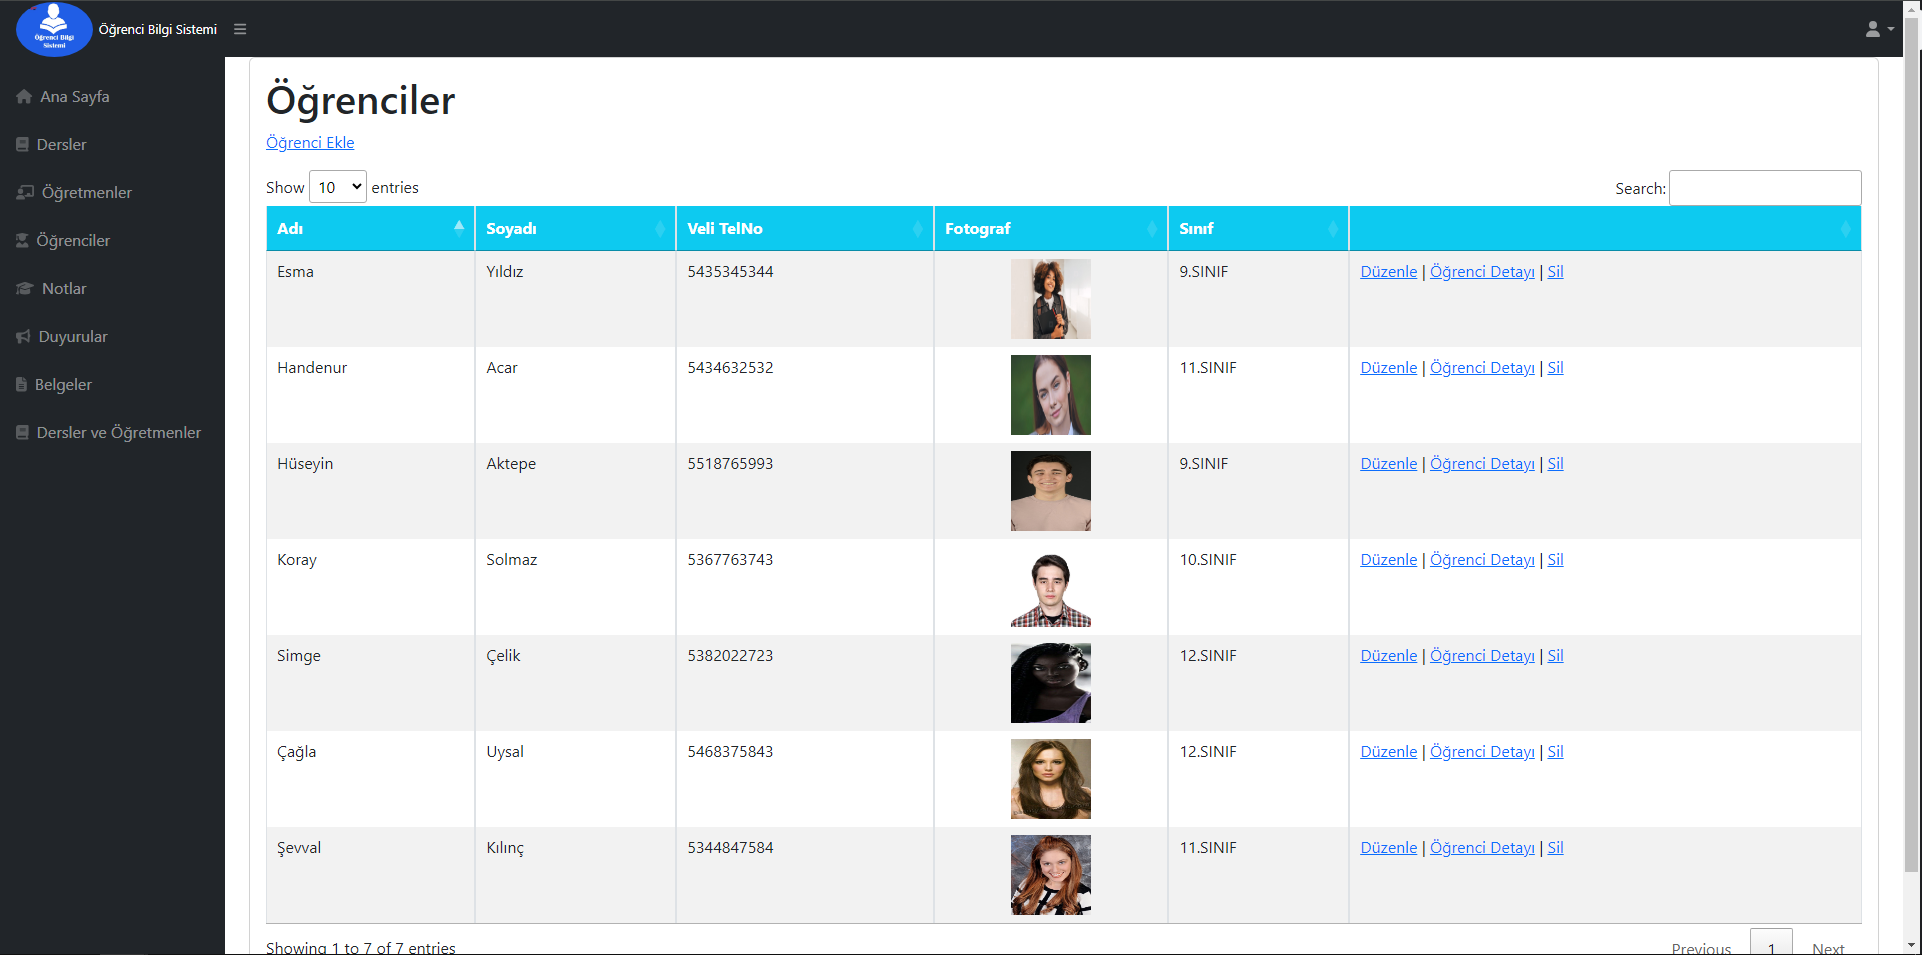 Öğrenci Bilgi
Sistemi
Öğrenci Bilgi Sistemi
Ana Sayfa
Dersler
Öğretmenler
Öğrenciler
Notlar
Duyurular
Belgeler
Dersler ve Öğretmenler
Öğrenciler
Öğrenci Ekle
Show 10 entries Search:
Adı Soyadı Veli TelNo Fotograf Sınıf
Esma Yıldız 5435345344 9.SINIF Düzenle | Öğrenci Detayı | Sil
Handenur Acar 5434632532 11.SINIF Düzenle | Öğrenci Detayı | Sil
Hüseyin Aktepe 5518765993 9.SINIF Düzenle | Öğrenci Detayı | Sil
Koray Solmaz 5367763743 10.SINIF Düzenle | Öğrenci Detayı | Sil
Simge Çelik 5382022723 12.SINIF Düzenle | Öğrenci Detayı | Sil
Çağla Uysal 5468375843 12.SINIF Düzenle | Öğrenci Detayı | Sil
Şevval Kılınç 5344847584 11.SINIF Düzenle | Öğrenci Detayı | Sil
Showing 1 to 7 of 7 entries Previous 1 Next